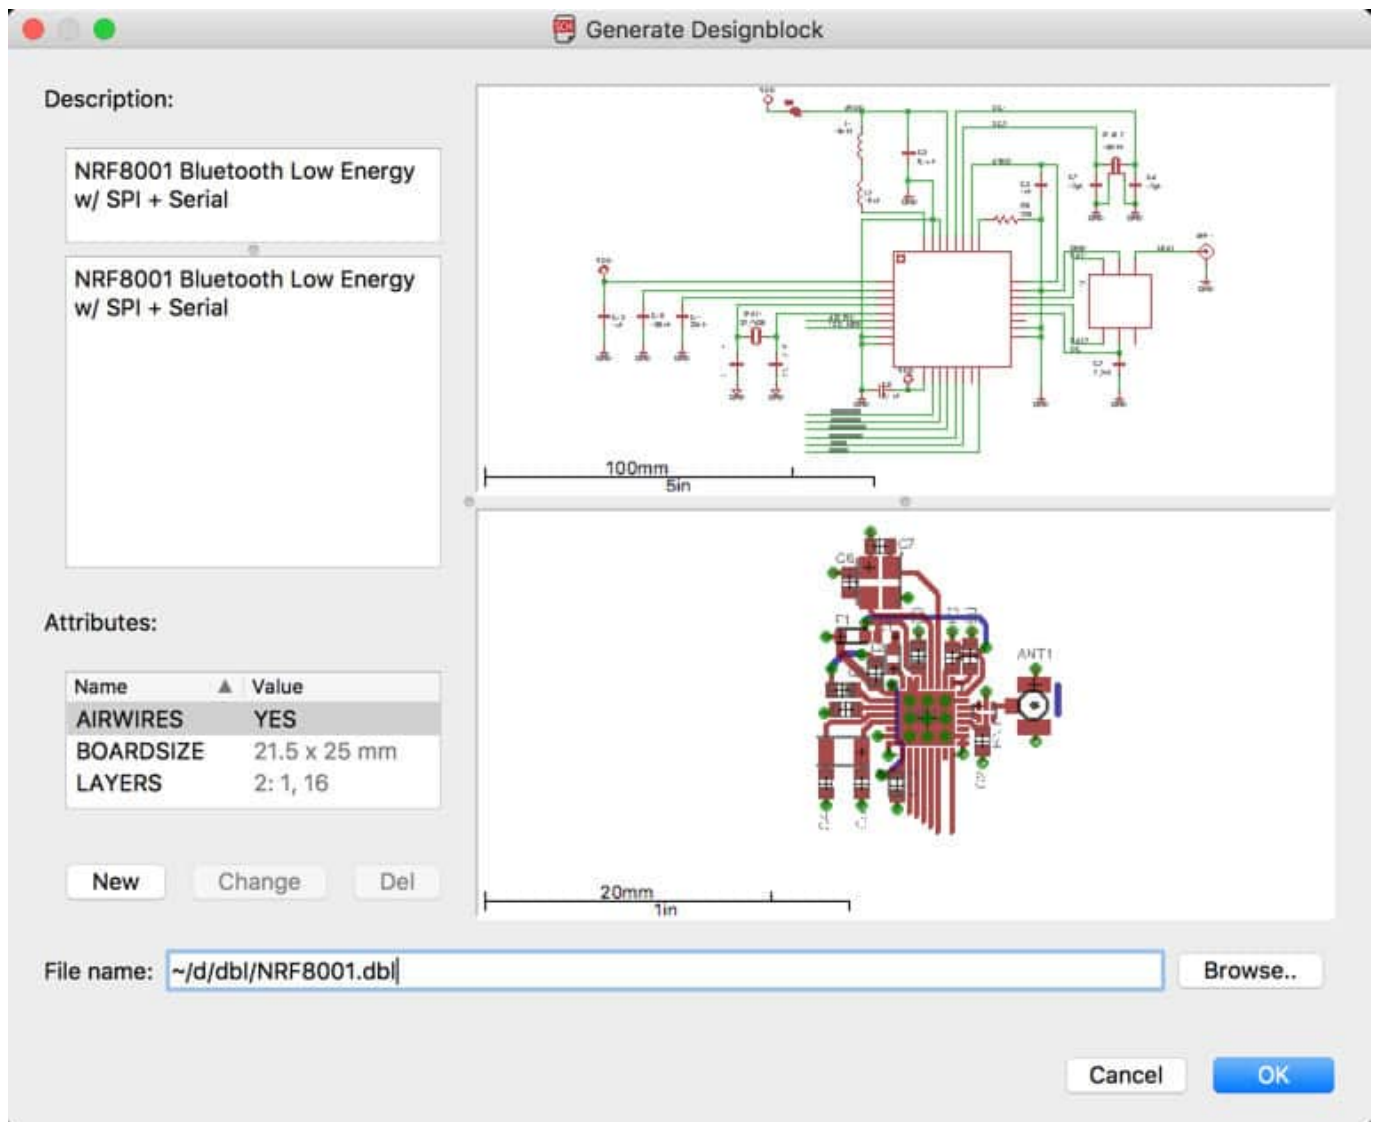 Generate Designblock
Description:
NRF8001 Bluetooth Low Energy
w/ SPI + Serial
NRF8001 Bluetooth Low Energy
w/ SPI + Serial
100mm
5in
C7
C6
ANT1
20mm
1in
Attributes:
Name Value
AIRWIRES YES
BOARDSIZE 21.5 x 25 mm
LAYERS 2: 1, 16
New Change Del
File name: ~/d/dbl/NRF8001.dbl Browse..
Cancel OK